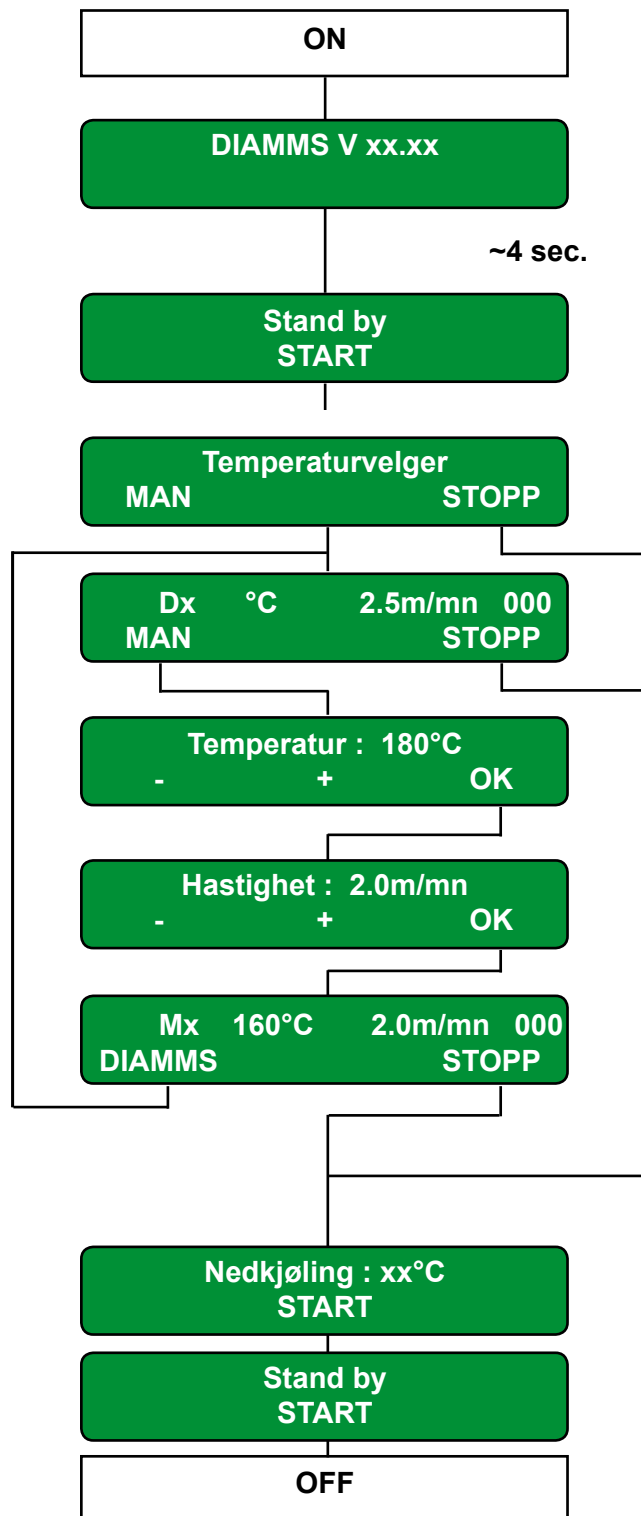 ON
DIAMMS V xx.xx
~4 sec.
Stand by
START
Temperaturvelger
MAN STOPP
Dx °C 2.5m/mn 000
MAN STOPP
Temperatur : 180°C
- + OK
Hastighet : 2.0m/mn
- + OK
Mx 160°C 2.0m/mn 000
DIAMMS STOPP
Nedkjøling : xx°C
START
Stand by
START
OFF